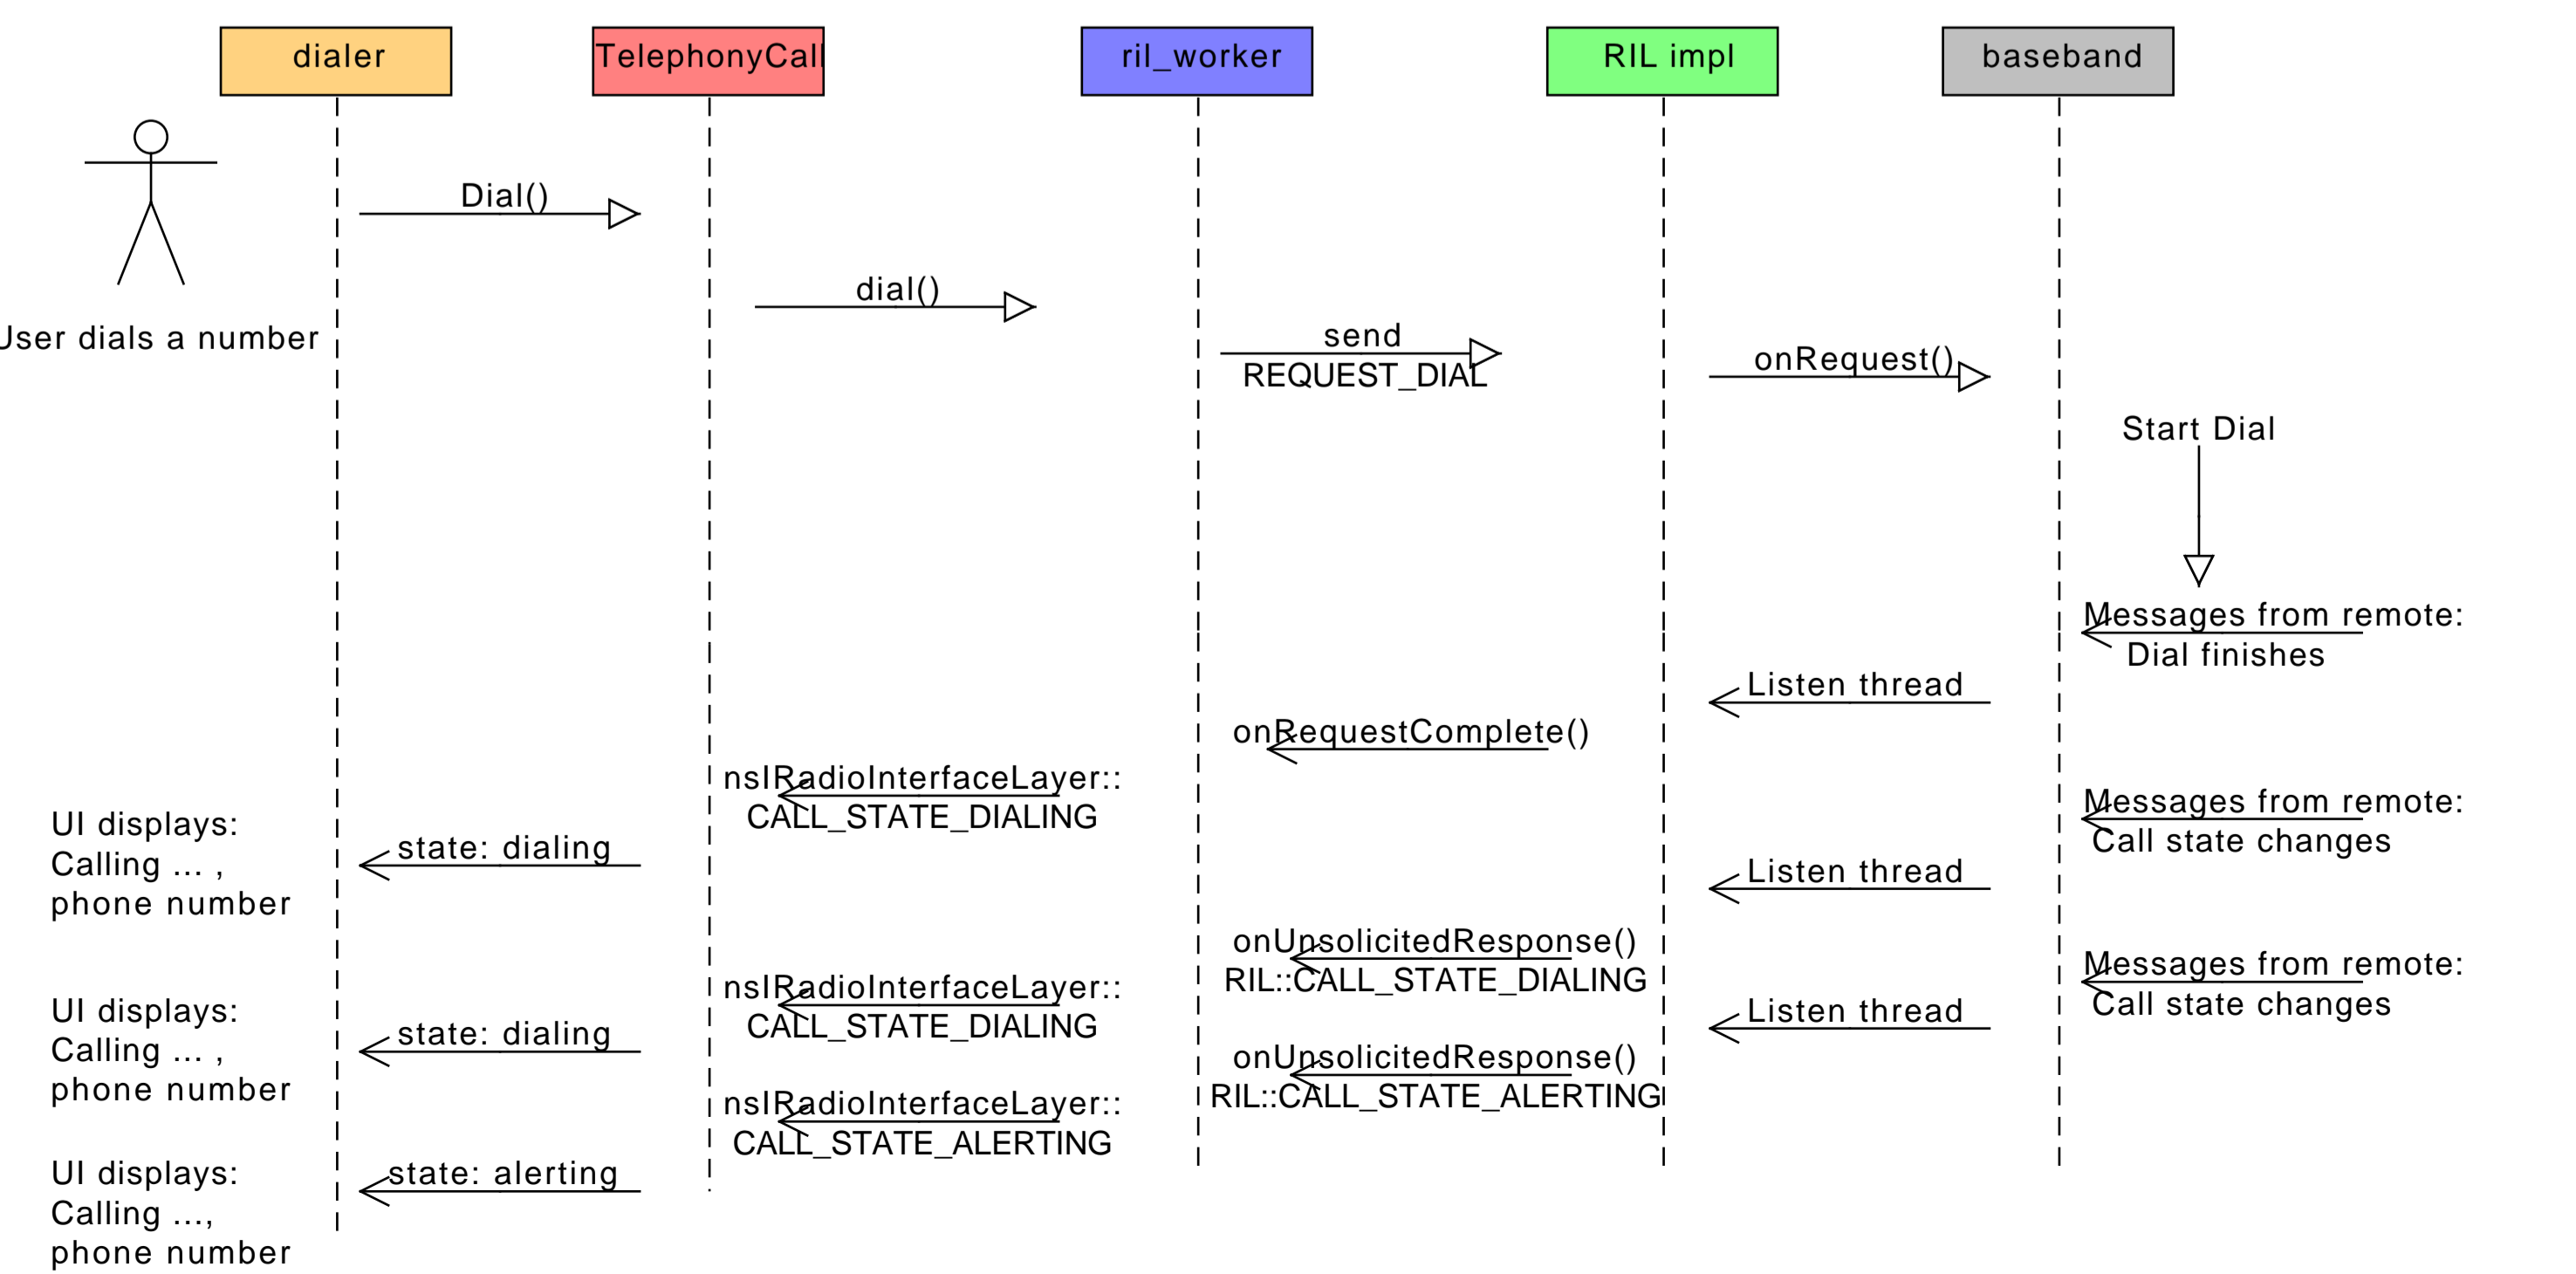 dialer
TelephonyCall
ril_worker
RIL impl
baseband
Dial()
dial()
User dials a number
send
REQUEST_DIAL
onRequest()
Start Dial
Messages from remote:
Dial finishes
Listen thread
onRequestComplete()
nsIRadioInterfaceLayer::
CALL_STATE_DIALING
Messages from remote:
Call state changes
UI displays:
Calling ... ,
phone number
state: dialing
Listen thread
onUnsolicitedResponse()
RIL::CALL_STATE_DIALING
Messages from remote:
Call state changes
nsIRadioInterfaceLayer::
CALL_STATE_DIALING
UI displays:
Calling ... ,
phone number
state: dialing
Listen thread
onUnsolicitedResponse()
RIL::CALL_STATE_ALERTING
nsIRadioInterfaceLayer::
CALL_STATE_ALERTING
UI displays:
Calling ...,
phone number
state: alerting